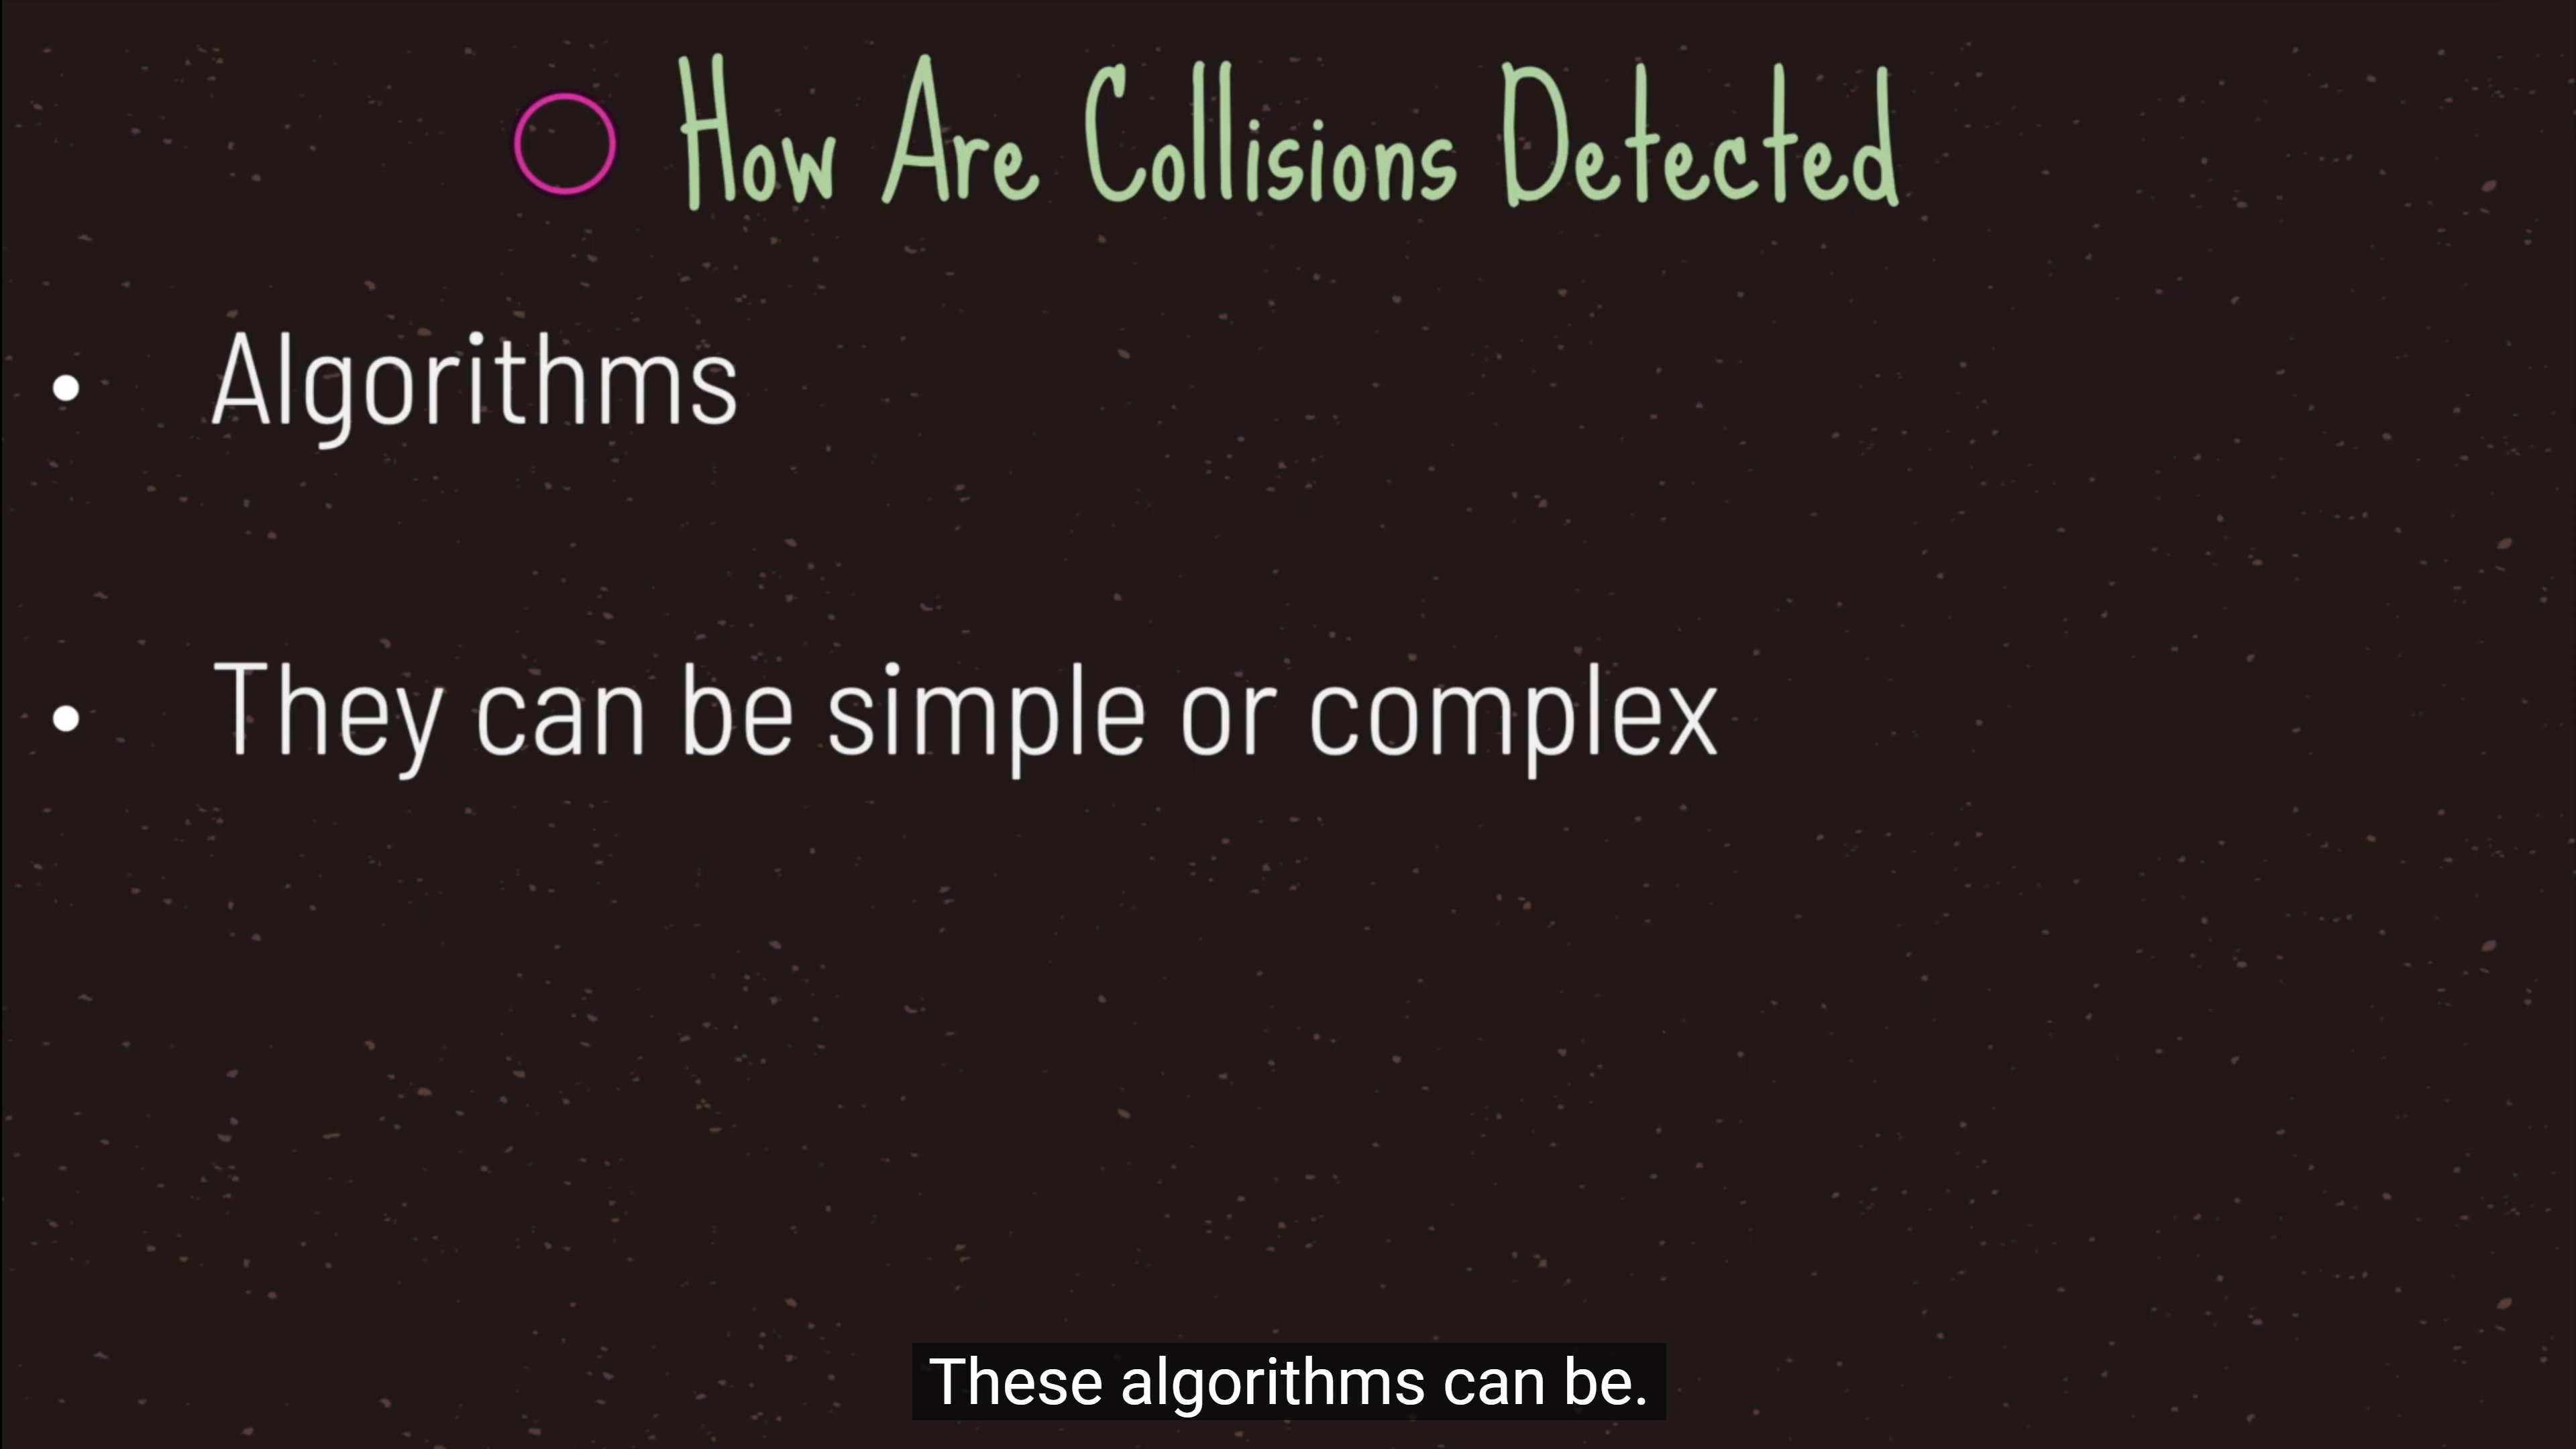 How Are Collisions Detected
• Algorithms
• They can be simple or complex
These algorithms can be.